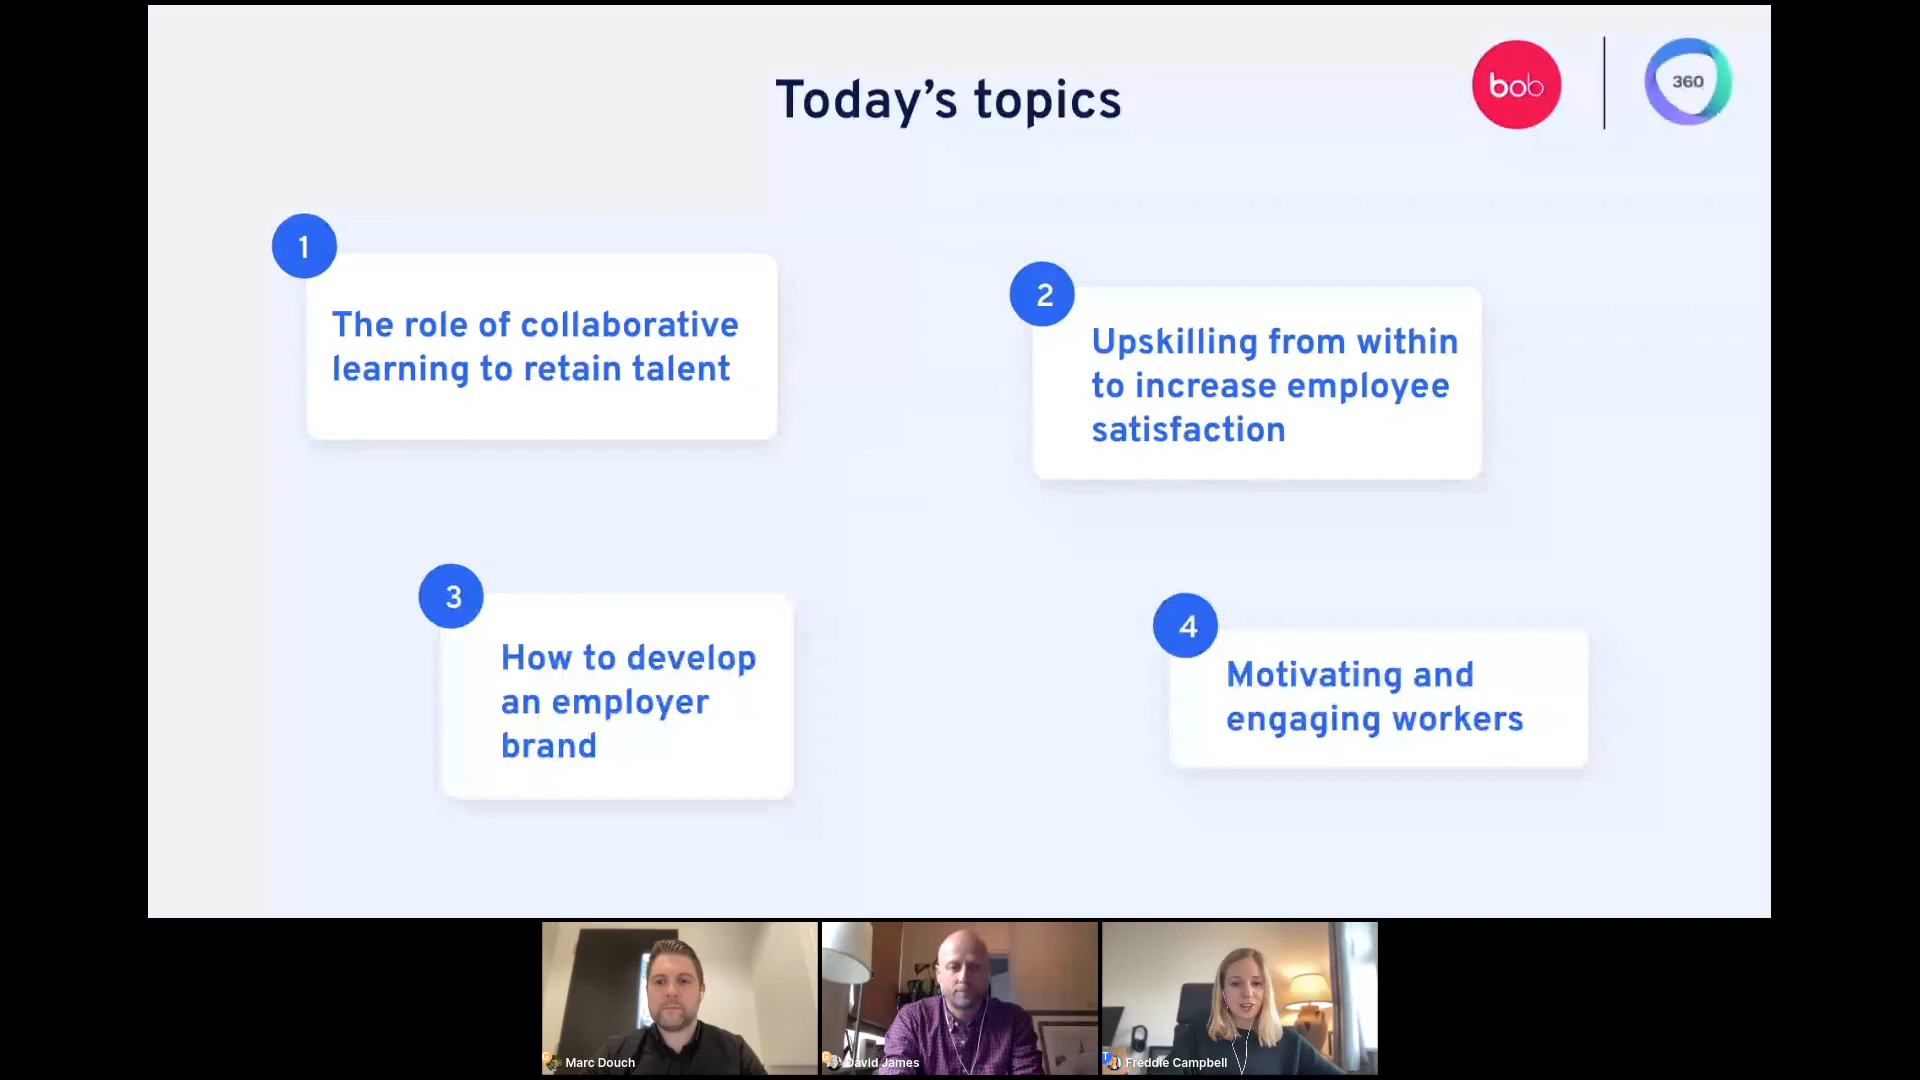 Today's topics
bob
360
1
The role of collaborative
learning to retain talent
2
Upskilling from within
to increase employee
satisfaction
3
How to develop
an employer
brand
4
Motivating and
engaging workers
Marc Douch
David James
Freddie Campbell